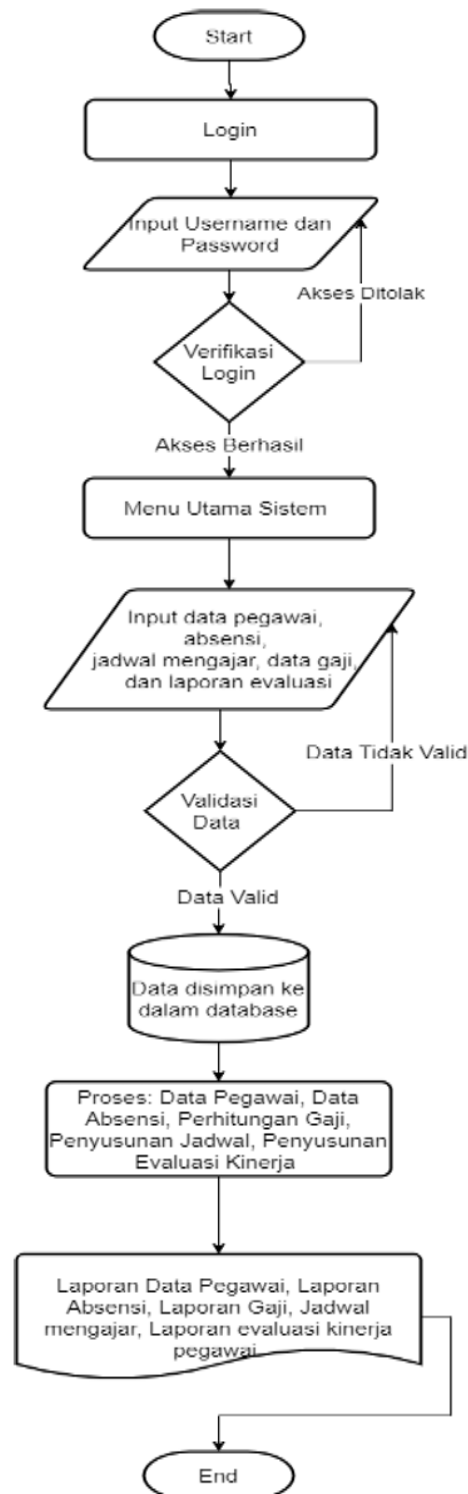 Start
Login
Input Username dan
Password
Akses Ditolak
Verifikasi
Login
Akses Berhasil
Menu Utama Sistem
Input data pegawai,
absensi,
jadwal mengajar, data gaji,
dan laporan evaluasi
Data Tidak Valid
Validasi
Data
Data Valid
Data disimpan ke
dalam database
Proses: Data Pegawai, Data
Absensi, Perhitungan Gaji,
Penyusunan Jadwal, Penyusunan
Evaluasi Kinerja
Laporan Data Pegawai, Laporan
Absensi, Laporan Gaji, Jadwal
mengajar, Laporan evaluasi kinerja
pegawai
End